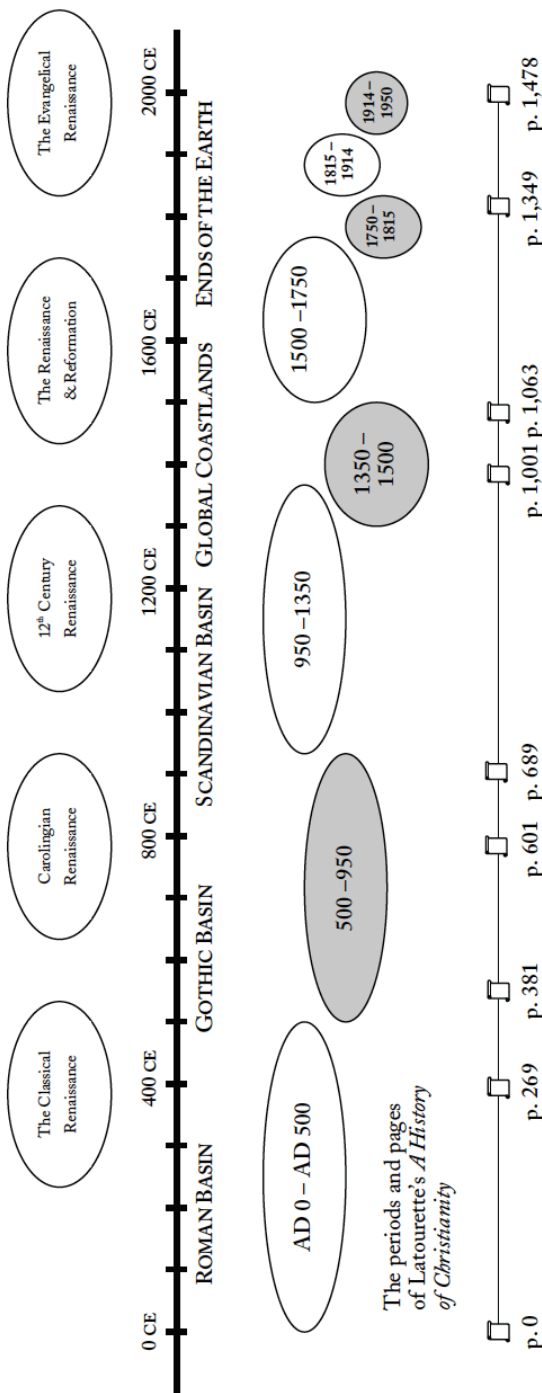 The Classical
Renaissance
Carolingian
Renaissance
12th Century
Renaissance
The Renaissance
& Reformation
The Evangelical
Renaissance
0 CE
400 CE
800 CE
1200 CE
1600 CE
2000 CE
ROMAN BASIN
GOTHIC BASIN
SCANDINAVIAN BASIN
GLOBAL COASTLANDS
ENDS OF THE EARTH
AD 0 – AD 500
500 –950
950–1350
1350 –
1500
1500 –1750
1750 –
1815
1815 –
1914
1914 –
1950
The periods and pages
of Latourette's A History
of Christianity
p. 0
p. 269
p. 381
p. 601
p. 689
p. 1,001
p. 1,063
p. 1,349
p. 1,478